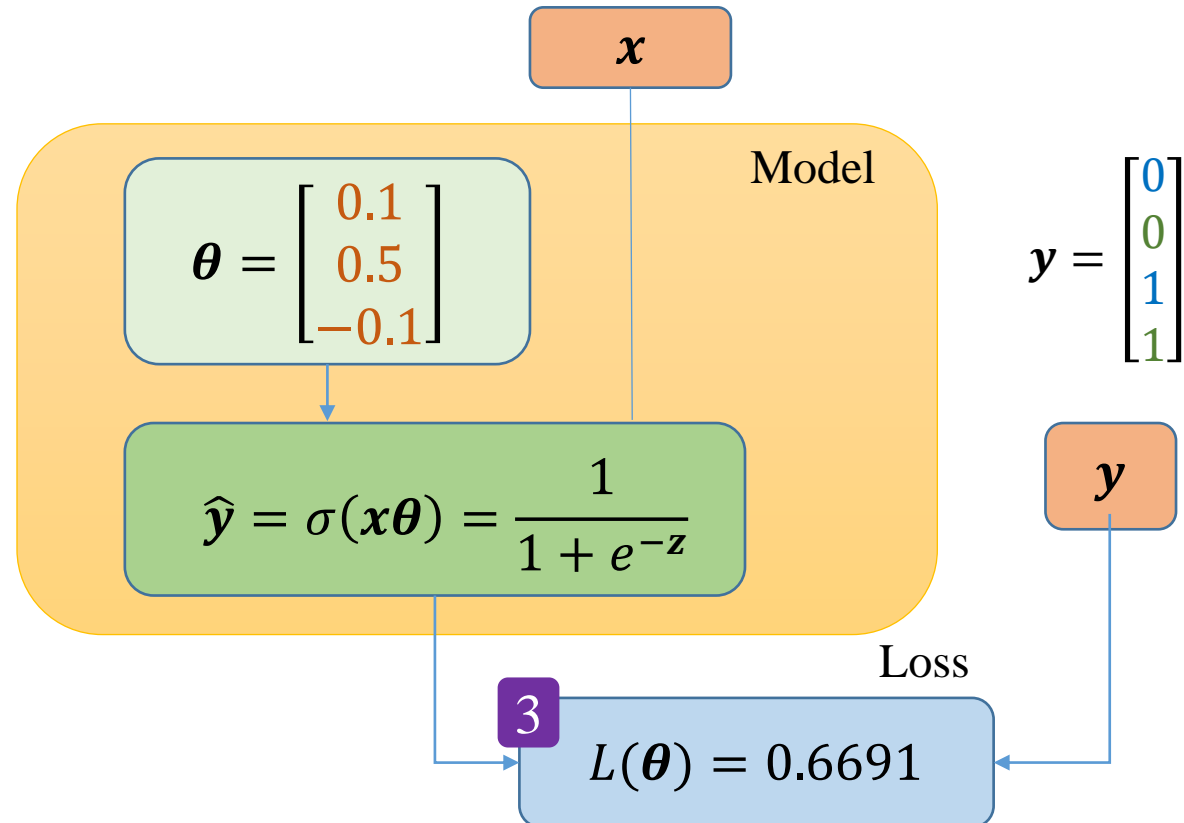 x
Model
θ = [0.1
0.5
−0.1]
y = [0
0
1
1]
ŷ = σ(xθ) = 1 / (1 + e^{−z})
y
Loss
3
L(θ) = 0.6691